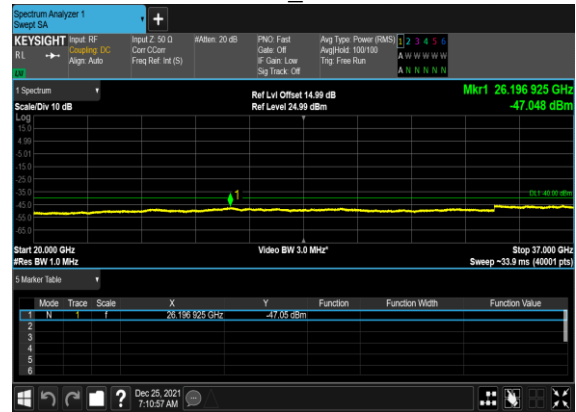 Spectrum Analyzer 1
Swept SA
+
KEYSIGHT Input: RF Input Z: 50 Ω #Atten: 20 dB PNO: Fast Avg Type: Power (RMS) 1 2 3 4 5 6
RL Coupling: DC Corr CCorr Gate: Off Avg|Hold: 100/100 A W W W W W
Align: Auto Freq Ref: Int (S) IF Gain: Low Trig: Free Run
Sig Track: Off A N N N N N
1 Spectrum Ref Lvl Offset 14.99 dB Mkr1 26.196 925 GHz
Scale/Div 10 dB Ref Level 24.99 dBm -47.048 dBm
Log
15.0
4.99
-5.01
-15.0
-25.0
-35.0 1
-45.0
-55.0
-65.0
Start 20.000 GHz Video BW 3.0 MHz* Stop 37.000 GHz
#Res BW 1.0 MHz Sweep ~33.9 ms (40001 pts)
5 Marker Table
Mode Trace Scale X Y Function Function Width Function Value
1 N 1 f 26.196 925 GHz -47.05 dBm
2
3
4
5
6
? Dec 25, 2021
7:10:57 AM